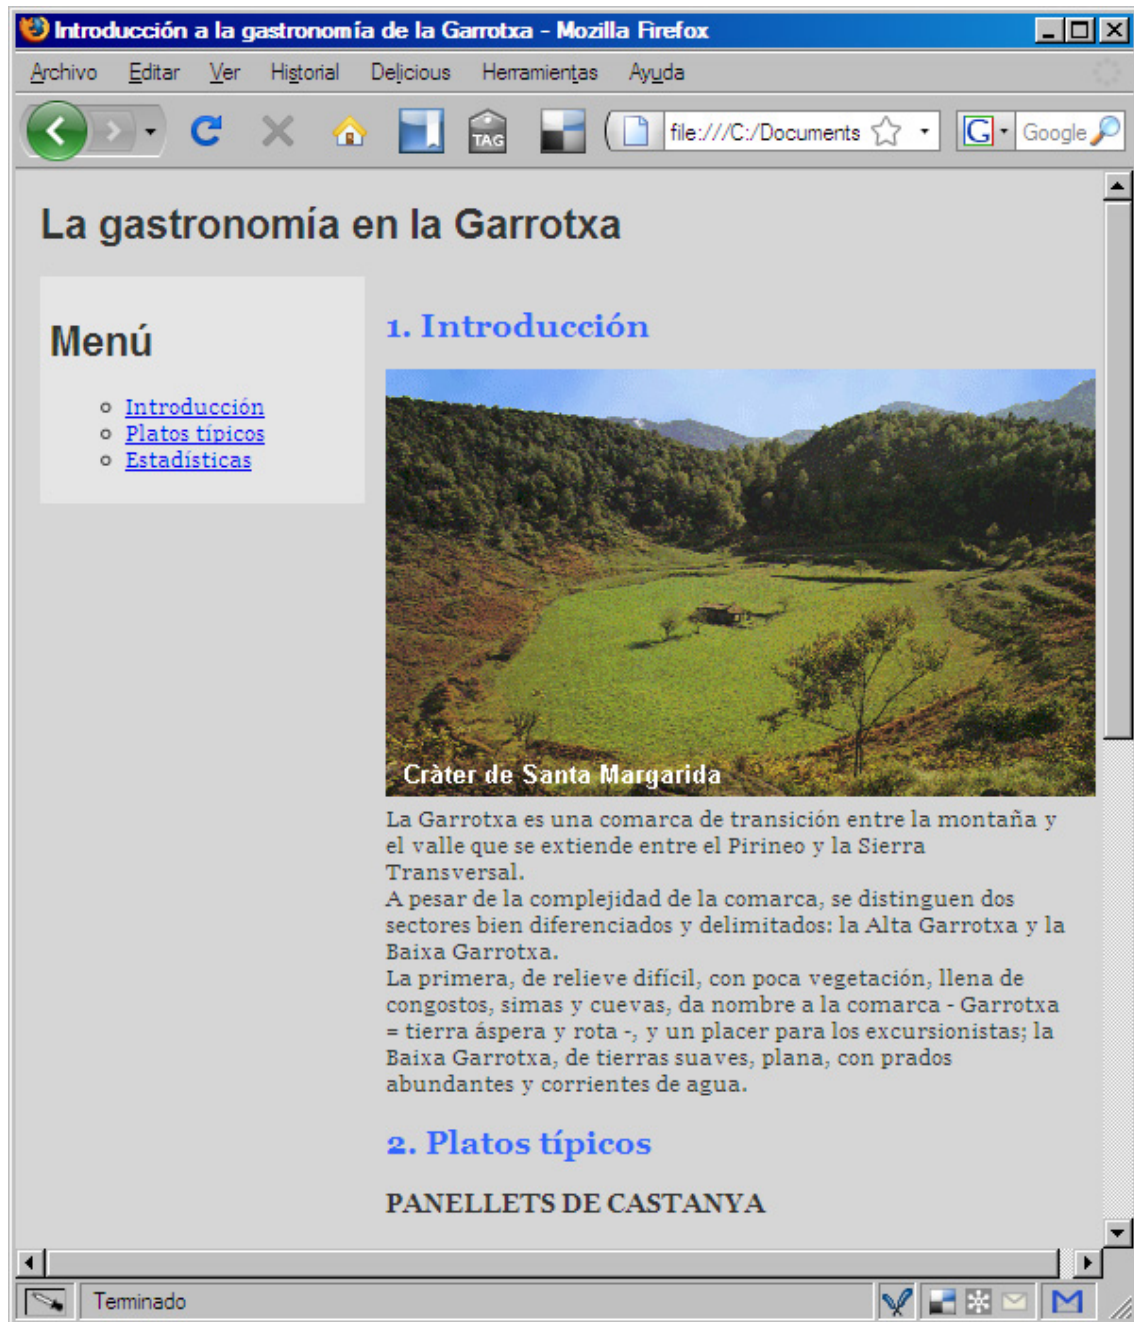 Introducción a la gastronomía de la Garrotxa - Mozilla Firefox
Archivo Editar Ver Historial Delicious Herramientas Ayuda
TAG file:///C:/Documents G Google
La gastronomía en la Garrotxa
Menú
Introducción
Platos típicos
Estadísticas
1. Introducción
Cràter de Santa Margarida
La Garrotxa es una comarca de transición entre la montaña y
el valle que se extiende entre el Pirineo y la Sierra
Transversal.
A pesar de la complejidad de la comarca, se distinguen dos
sectores bien diferenciados y delimitados: la Alta Garrotxa y la
Baixa Garrotxa.
La primera, de relieve difícil, con poca vegetación, llena de
congostos, simas y cuevas, da nombre a la comarca - Garrotxa
= tierra áspera y rota -, y un placer para los excursionistas; la
Baixa Garrotxa, de tierras suaves, plana, con prados
abundantes y corrientes de agua.
2. Platos típicos
PANELLETS DE CASTANYA
Terminado